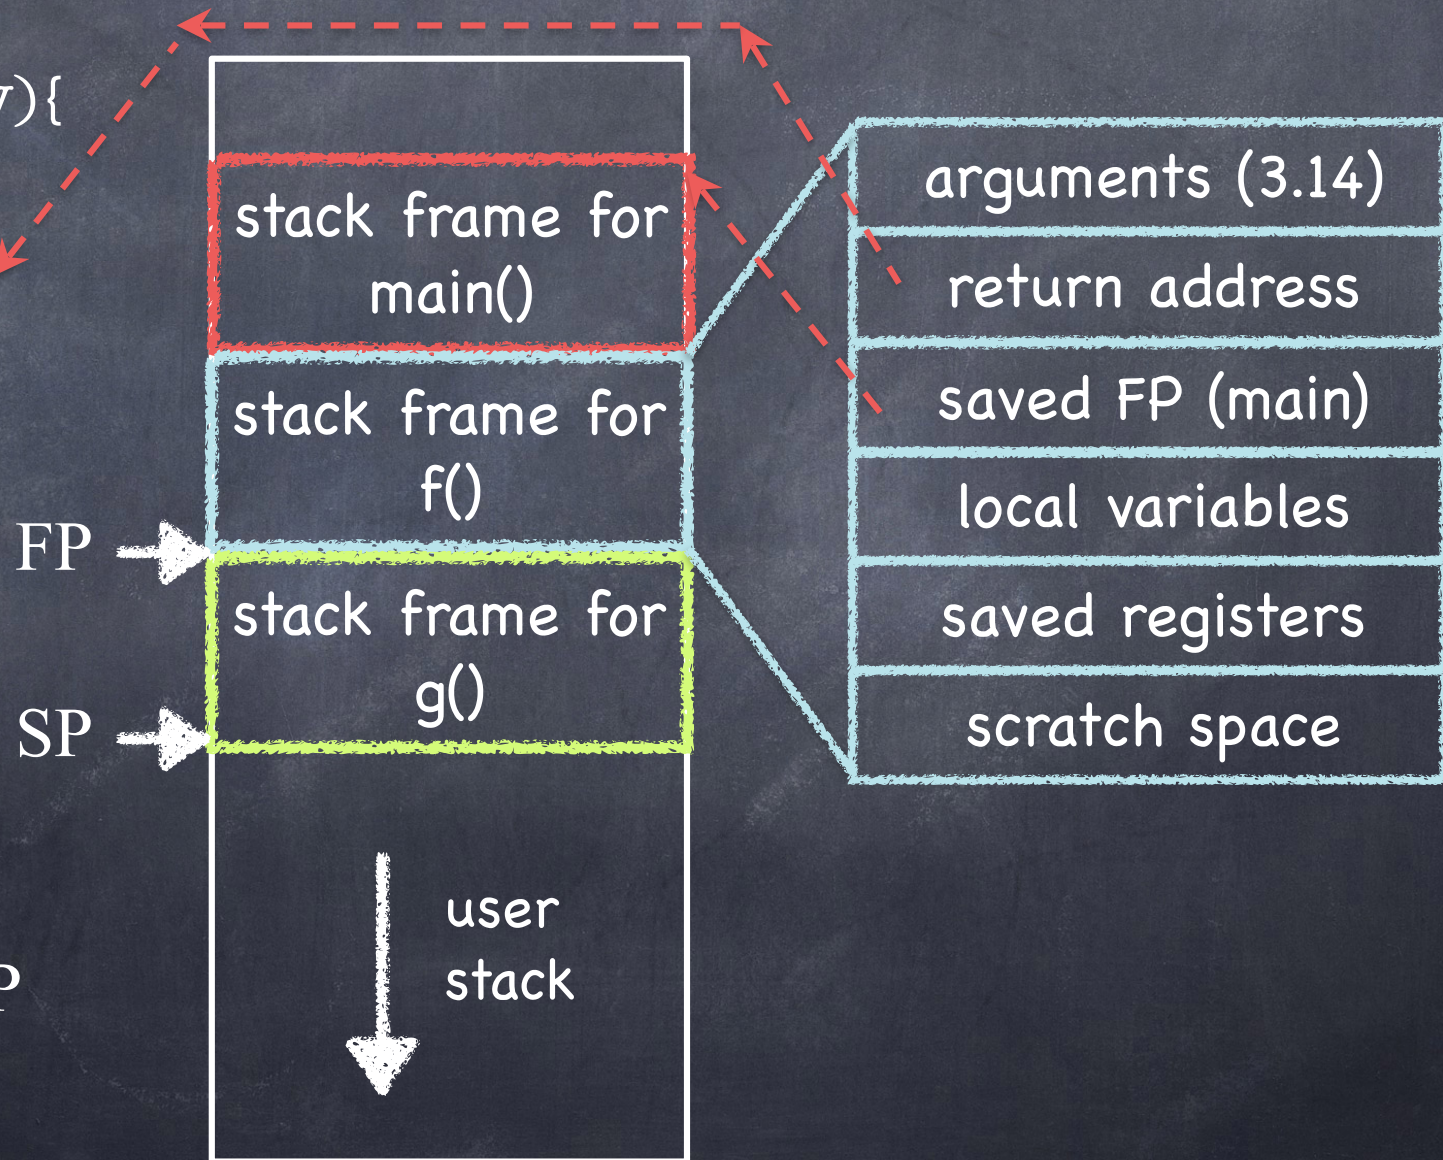 ){
stack frame for
main()
stack frame for
f()
FP
stack frame for
g()
SP
user
stack
P
arguments (3.14)
return address
saved FP (main)
local variables
saved registers
scratch space